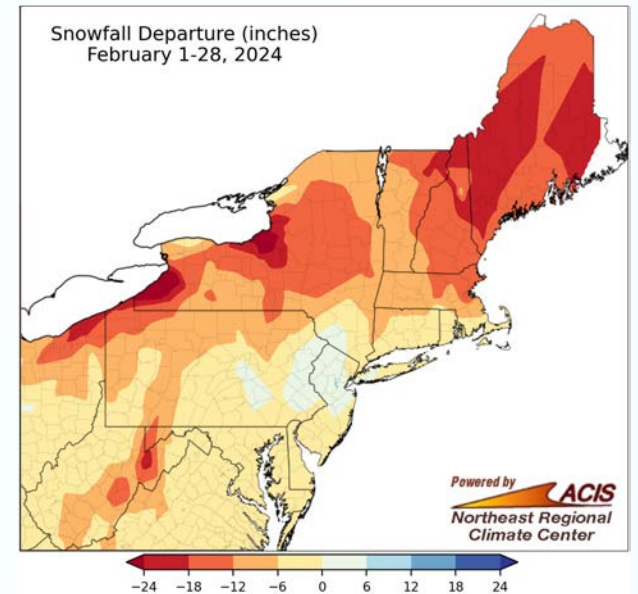 Snowfall Departure (inches)
February 1-28, 2024
Powered by
ACIS
Northeast Regional
Climate Center
−24 −18 −12 −6 0 6 12 18 24